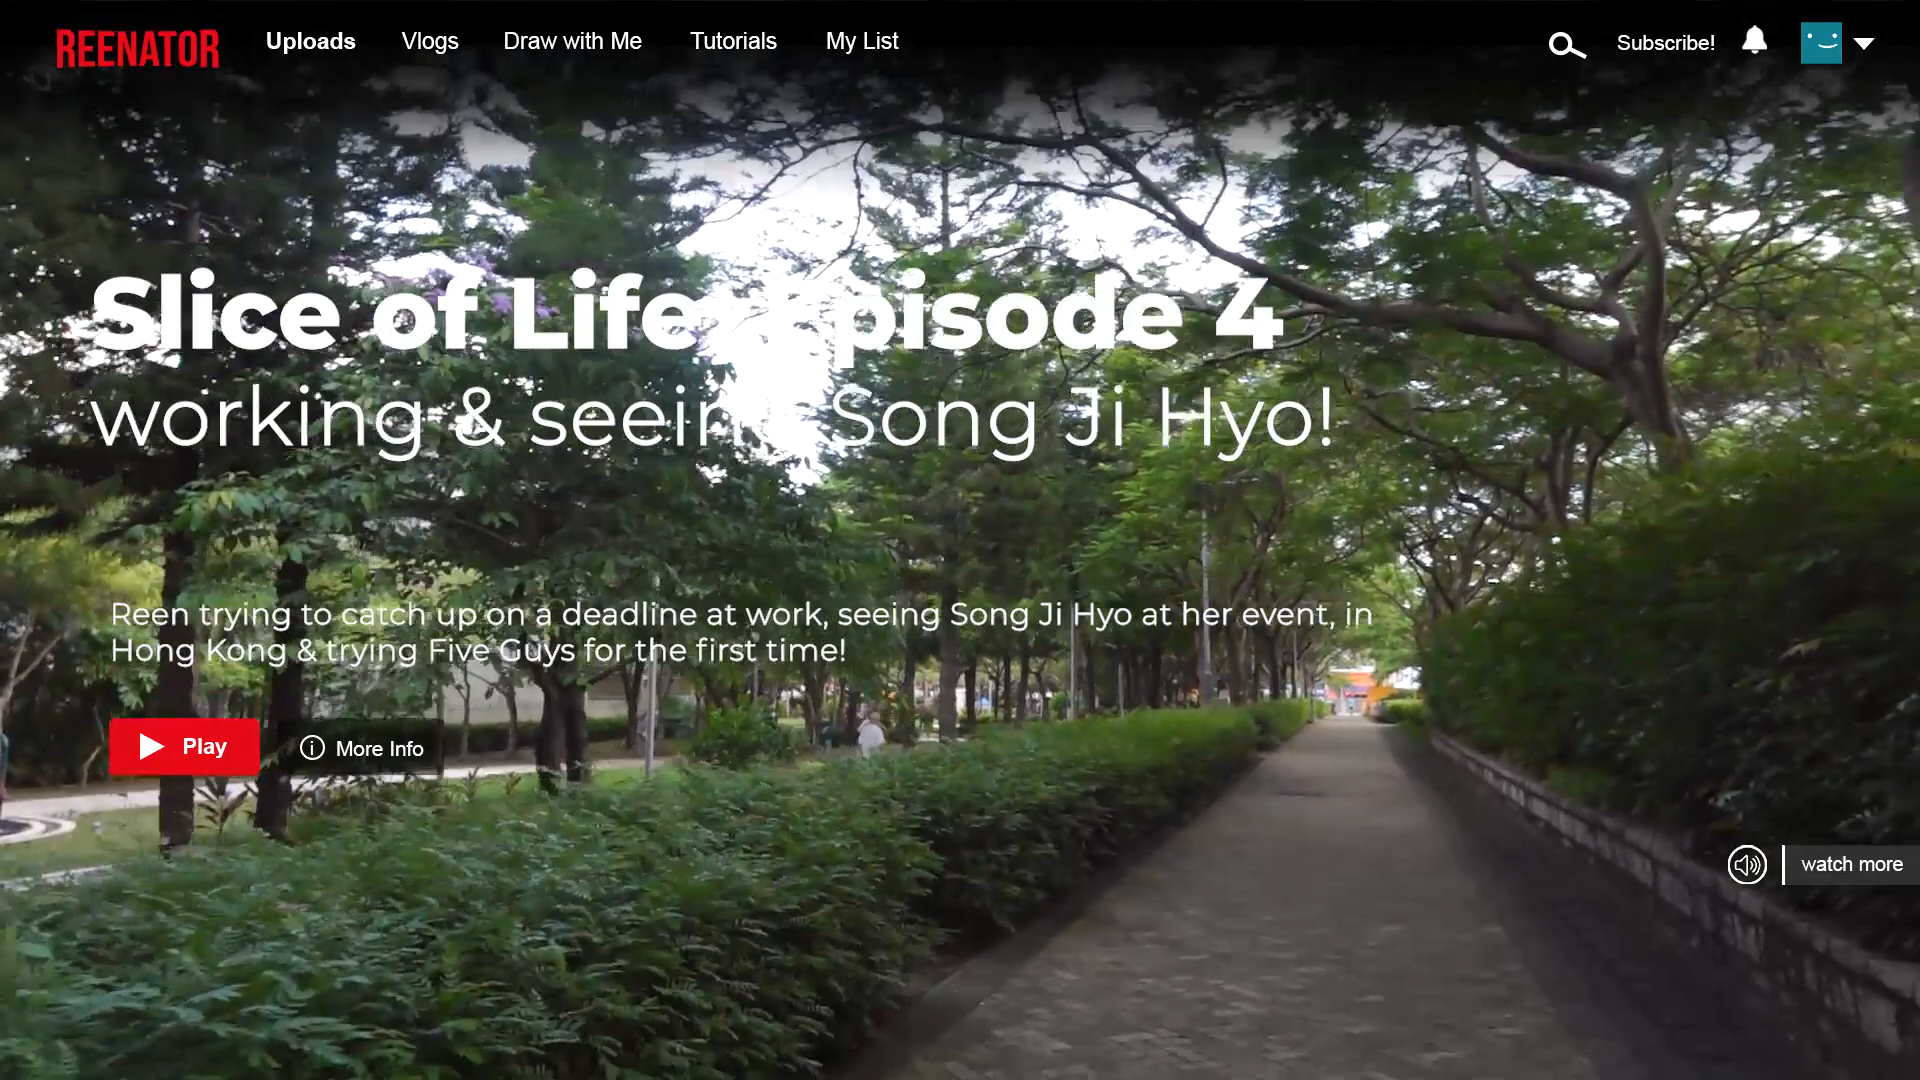 REENATOR Uploads Vlogs Draw with Me Tutorials My List Subscribe!
Slice of Life: Episode 4
working & seeing Song Ji Hyo!
Reen trying to catch up on a deadline at work, seeing Song Ji Hyo at her event, in
Hong Kong & trying Five Guys for the first time!
Play More Info
watch more